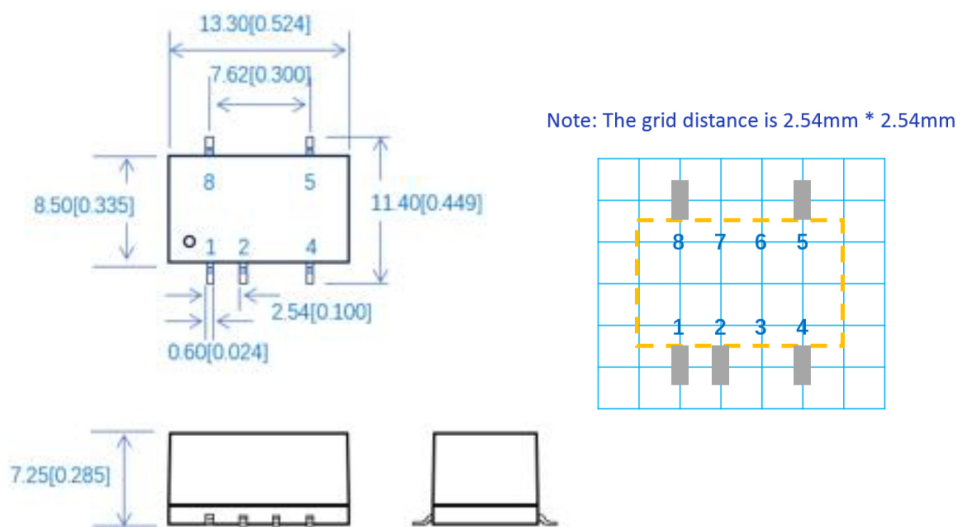 13.30[0.524]
7.62[0.300]
Note: The grid distance is 2.54mm * 2.54mm
8 5
8.50[0.335]
11.40[0.449]
1 2 4
2.54[0.100]
0.60[0.024]
8 7 6 5
1 2 3 4
7.25[0.285]